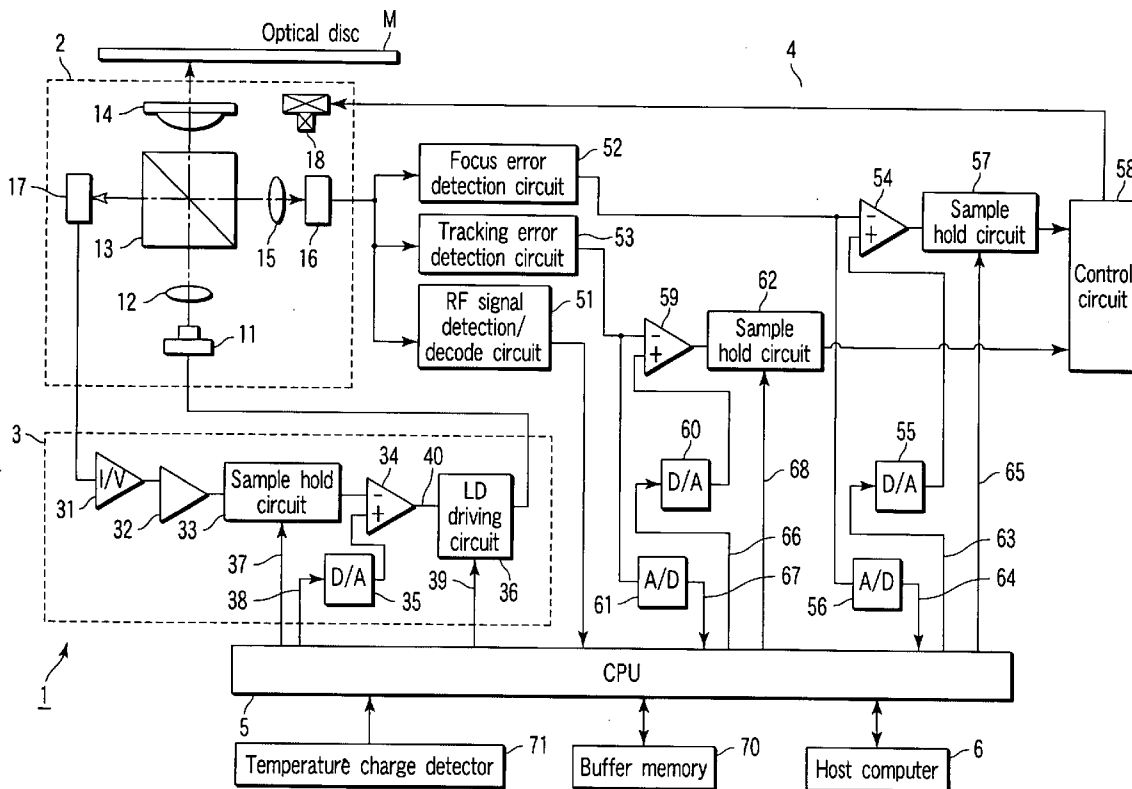 Optical disc
M
2
4
14
18
17
13
15
16
12
11
Focus error
detection circuit
52
Tracking error
detection circuit
53
RF signal
detection/
decode circuit
51
54
57
Sample
hold circuit
58
Control
circuit
59
62
Sample
hold circuit
-
+
-
+
60
D/A
55
D/A
68
65
66
63
61
A/D
67
56
A/D
64
3
I/V
31
32
Sample hold
circuit
33
34
-
+
40
LD
driving
circuit
36
37
38
D/A
35
39
1
CPU
5
Temperature charge detector
71
Buffer memory
70
Host computer
6